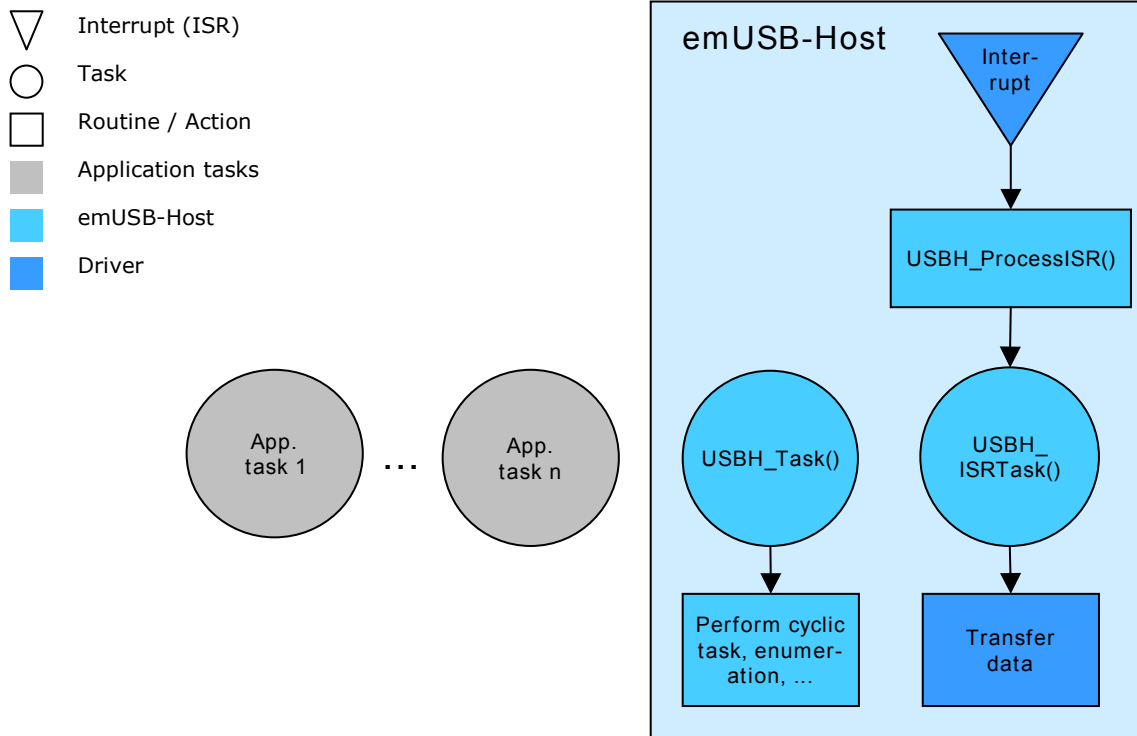 Interrupt (ISR)
Task
Routine / Action
Application tasks
emUSB-Host
Driver
emUSB-Host
Inter-
rupt
USBH_ProcessISR()
App.
task 1
...
App.
task n
USBH_Task()
USBH_
ISRTask()
Perform cyclic
task, enumer-
ation, ...
Transfer
data